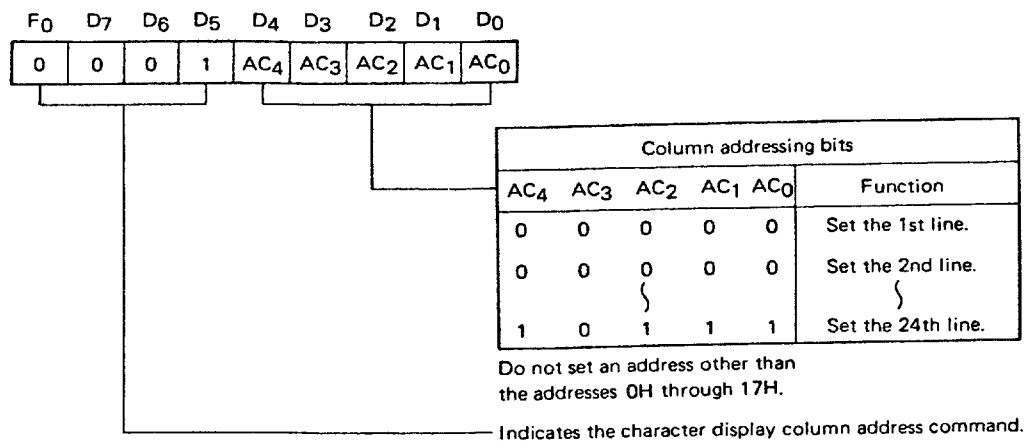 F0 D7 D6 D5 D4 D3 D2 D1 D0
0 0 0 1 AC4 AC3 AC2 AC1 AC0
Column addressing bits
AC4 AC3 AC2 AC1 AC0 Function
0 0 0 0 0 Set the 1st line.
0 0 0 0 0 Set the 2nd line.
1 0 1 1 1 Set the 24th line.
Do not set an address other than
the addresses 0H through 17H.
Indicates the character display column address command.